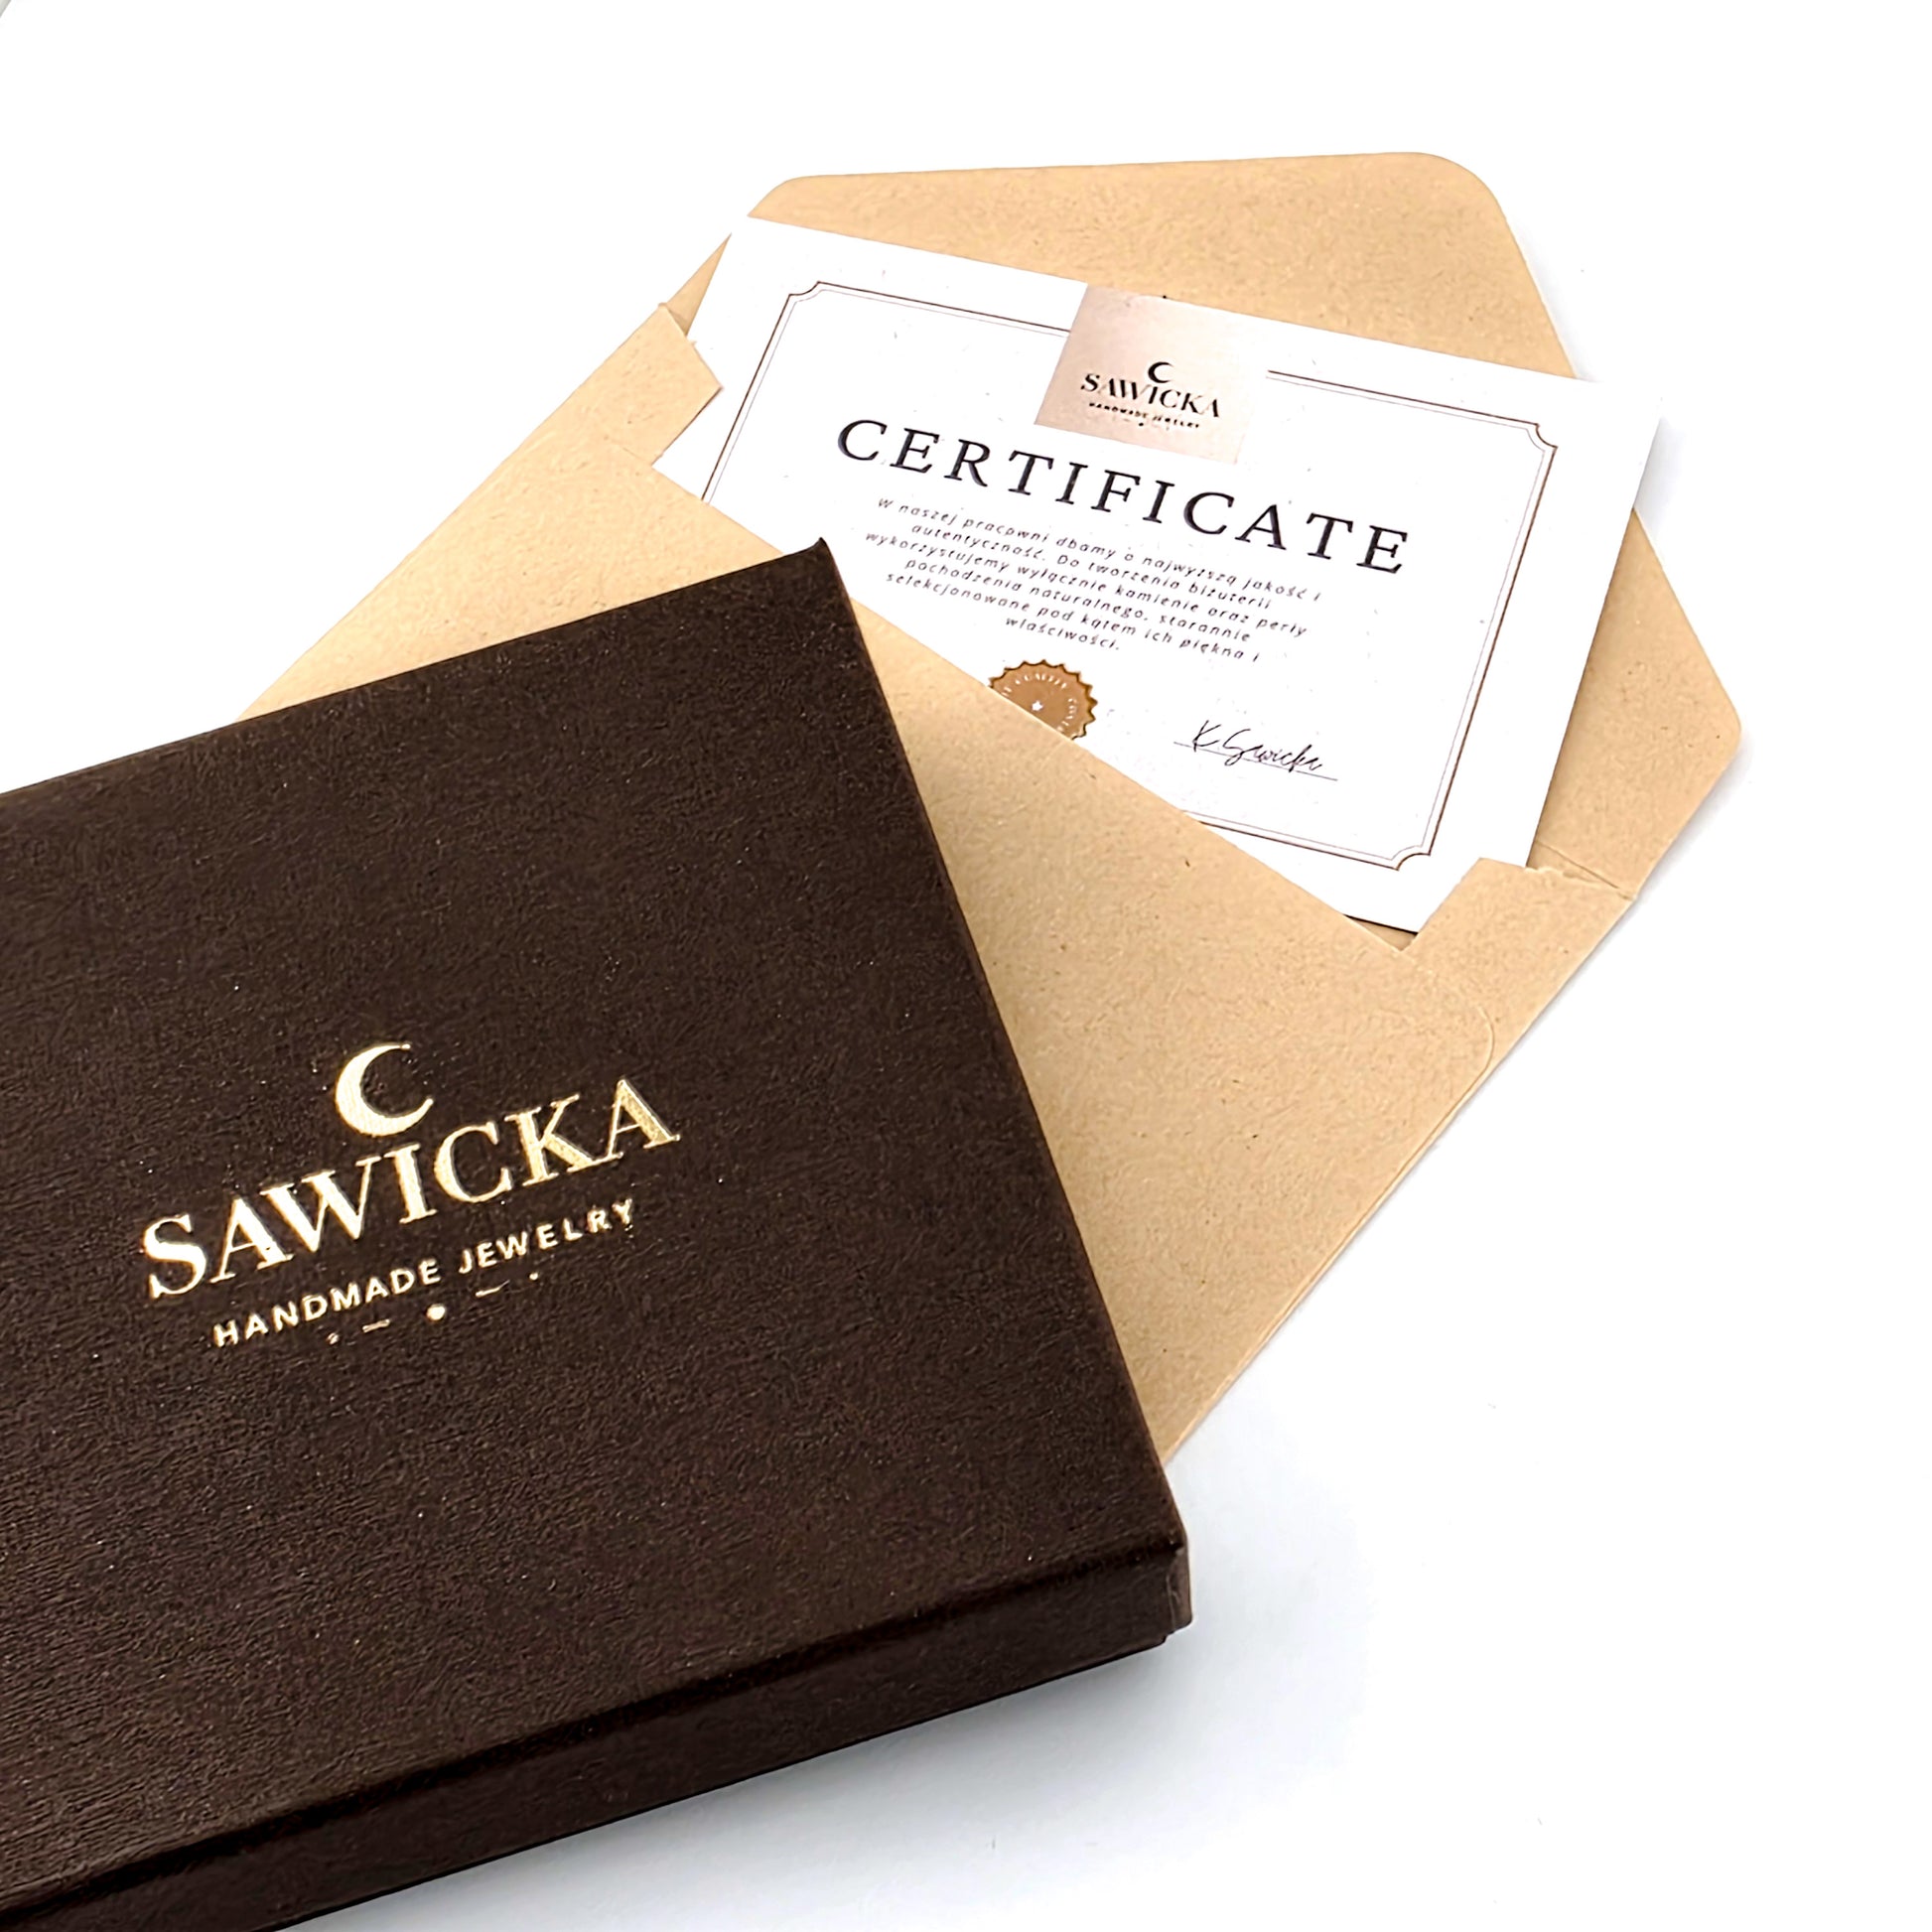 SAWICKA
HANDMADE JEWELRY
CERTIFICATE
W naszej pracowni dbamy o najwyższą jakość i
autentyczność. Do tworzenia biżuterii
wykorzystujemy wyłącznie kamienie oraz perły
pochodzenia naturalnego, starannie
selekcjonowane pod kątem ich piękna i
właściwości.
QUALITY
K Sawicka
SAWICKA
HANDMADE JEWELRY